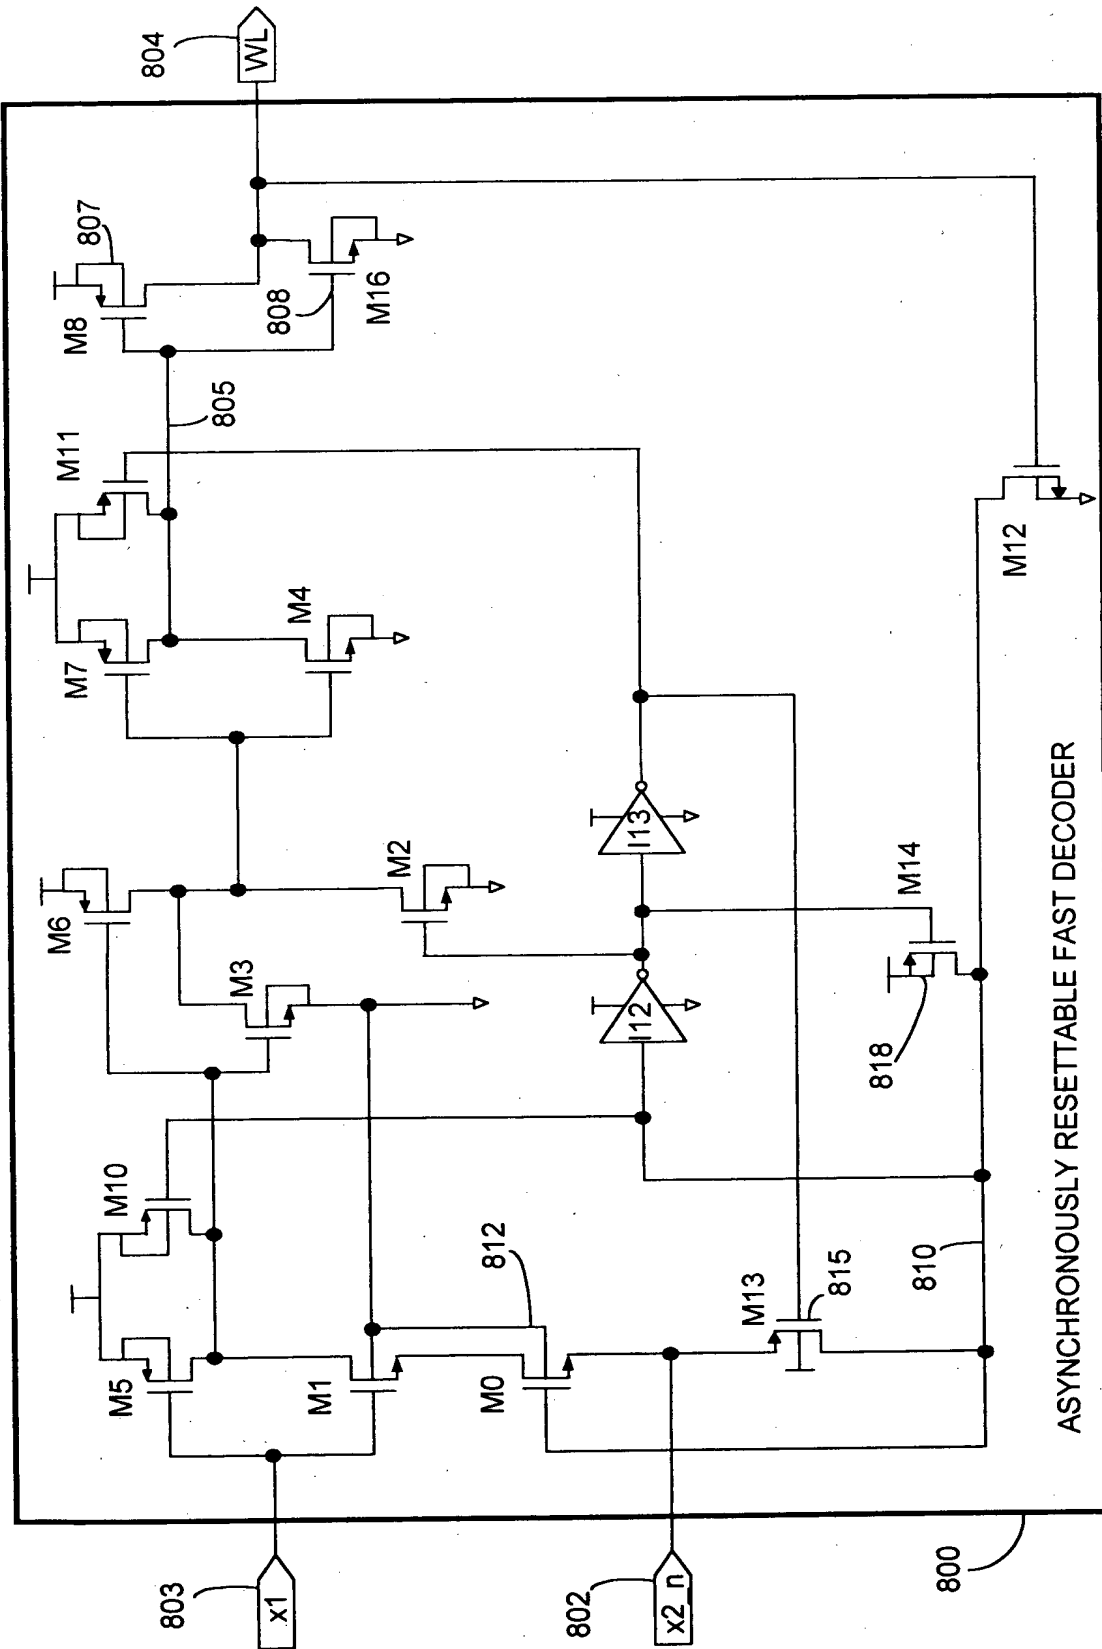 804
WL
807
M8
808
M16
805
M11
M7
M4
M6
M3
M2
I13
I12
M14
818
M12
M10
M5
M1
812
M0
M13
815
810
803
x1
802
x2_n
800
ASYNCHRONOUSLY RESETTABLE FAST DECODER